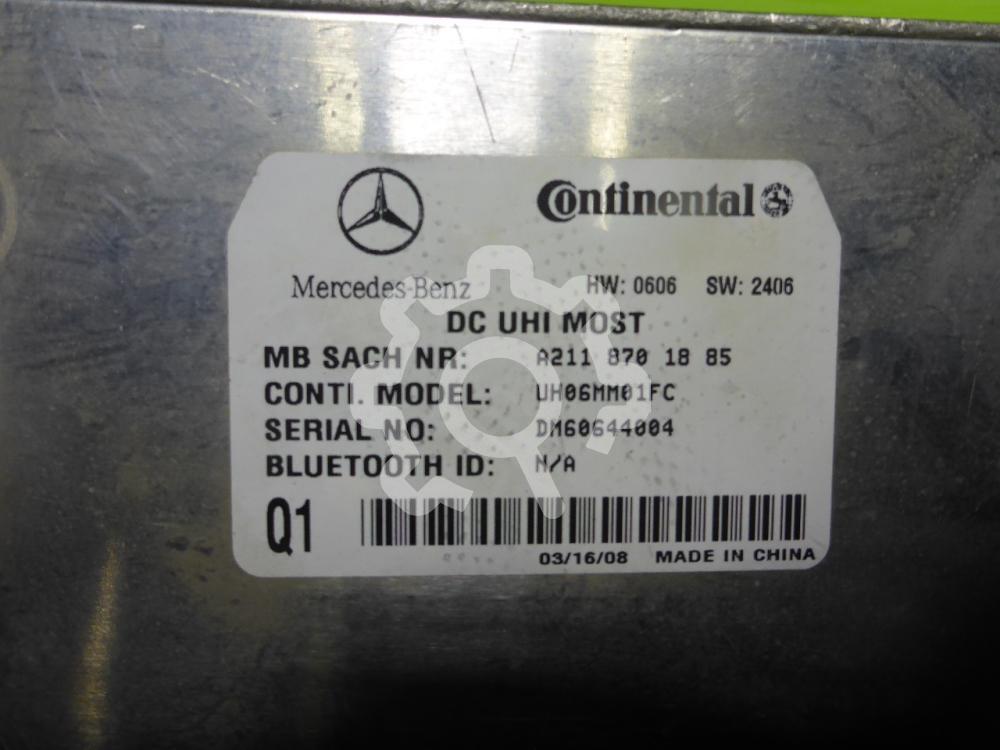 Continental
Mercedes-Benz HW: 0606 SW: 2406
DC UHI MOST
MB SACH NR: A211 870 18 85
CONTI. MODEL: UH06MM01FC
SERIAL NO: DM60644004
BLUETOOTH ID: N/A
Q1
03/16/08 MADE IN CHINA